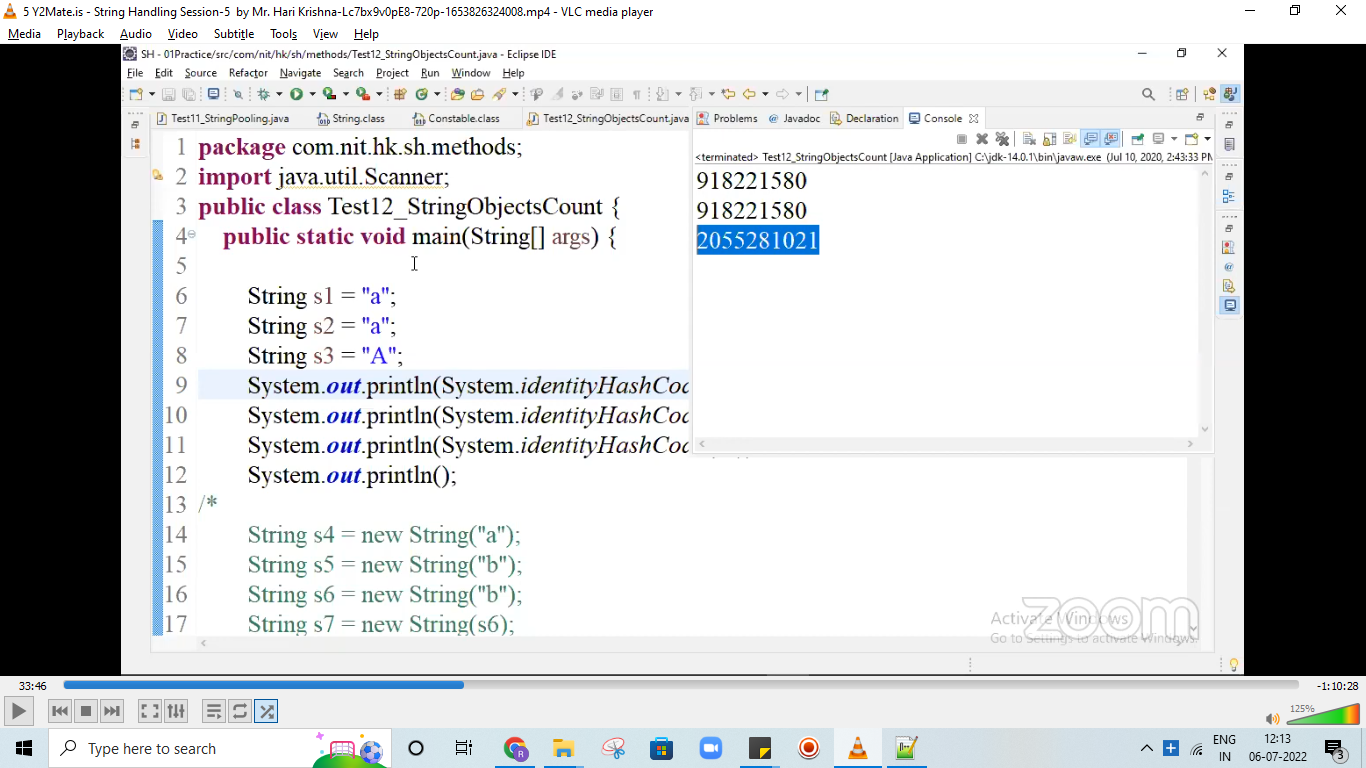 5 Y2Mate.is - String Handling Session-5 by Mr. Hari Krishna-Lc7bx9v0pE8-720p-1653826324008.mp4 - VLC media player
Media Playback Audio Video Subtitle Tools View Help
SH - 01Practice/src/com/nit/hk/sh/methods/Test12_StringObjectsCount.java - Eclipse IDE
File Edit Source Refactor Navigate Search Project Run Window Help
Test11_StringPooling.java String.class Constable.class Test12_StringObjectsCount.java
Problems Javadoc Declaration Console
<terminated> Test12_StringObjectsCount [Java Application] C:\jdk-14.0.1\bin\javaw.exe (Jul 10, 2020, 2:43:33 PM
918221580
918221580
2055281021
1 package com.nit.hk.sh.methods;
2 import java.util.Scanner;
3 public class Test12_StringObjectsCount {
4 public static void main(String[] args) {
5
6 String s1 = "a";
7 String s2 = "a";
8 String s3 = "A";
9 System.out.println(System.identityHashCod
10 System.out.println(System.identityHashCod
11 System.out.println(System.identityHashCod
12 System.out.println();
13 /*
14 String s4 = new String("a");
15 String s5 = new String("b");
16 String s6 = new String("b");
17 String s7 = new String(s6);
zoom
Activate Windows
Go to Settings to activate Windows.
33:46 -1:10:28
125%
Type here to search
R
ENG
IN
12:13
06-07-2022
3